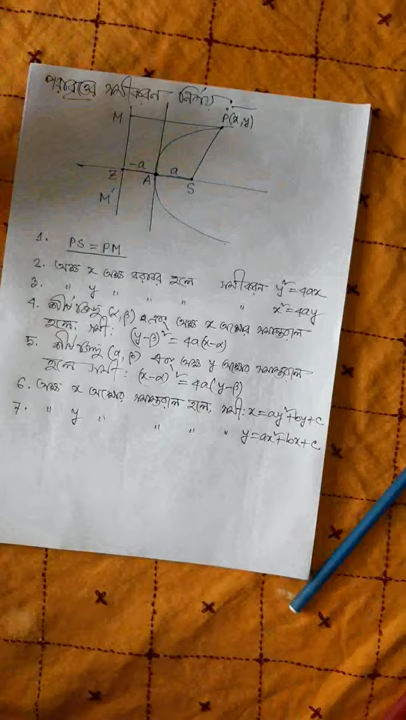 পরাবৃত্তের সমীকরণ নির্ণয়:
M P(x,y)
-a a
Z A S
M'
1. PS = PM
2. অক্ষ x অক্ষ বরাবর হলে সমীকরণ y² = 4ax
3. " y " " " " x² = 4ay
4. শীর্ষবিন্দু (α, β) এবং অক্ষ x অক্ষের সমান্তরাল
হলে, সমী: (y-β)² = 4a(x-α)
5. শীর্ষবিন্দু (α, β) এবং অক্ষ y অক্ষের সমান্তরাল
হলে সমী: (x-α)² = 4a(y-β)
6. অক্ষ x অক্ষের সমান্তরাল হলে, সমী: x = ay²+by+c
7. " y " " " " y = ax²+bx+c